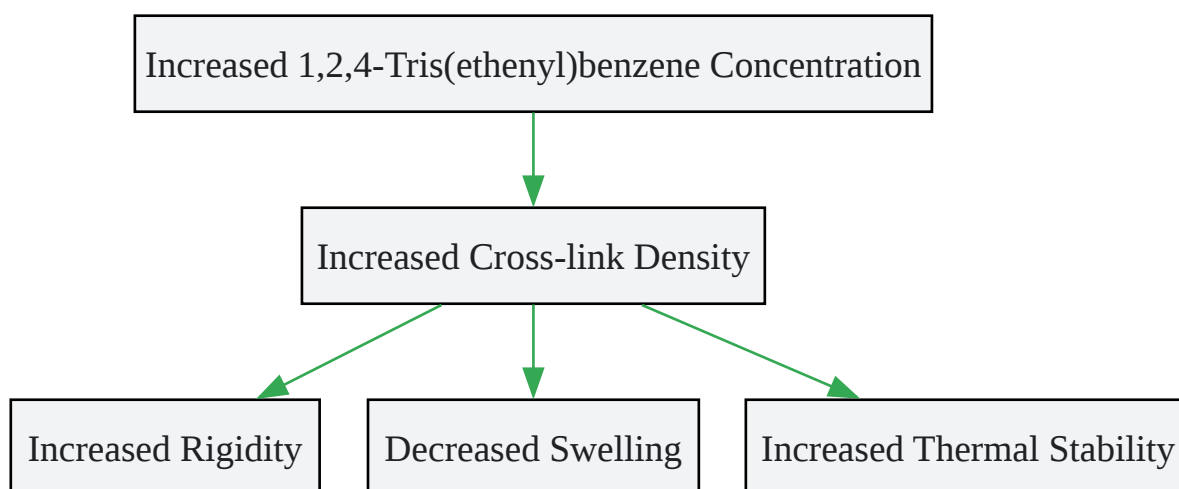 Increased 1,2,4-Tris(ethenyl)benzene Concentration
Increased Cross-link Density
Increased Rigidity
Decreased Swelling
Increased Thermal Stability